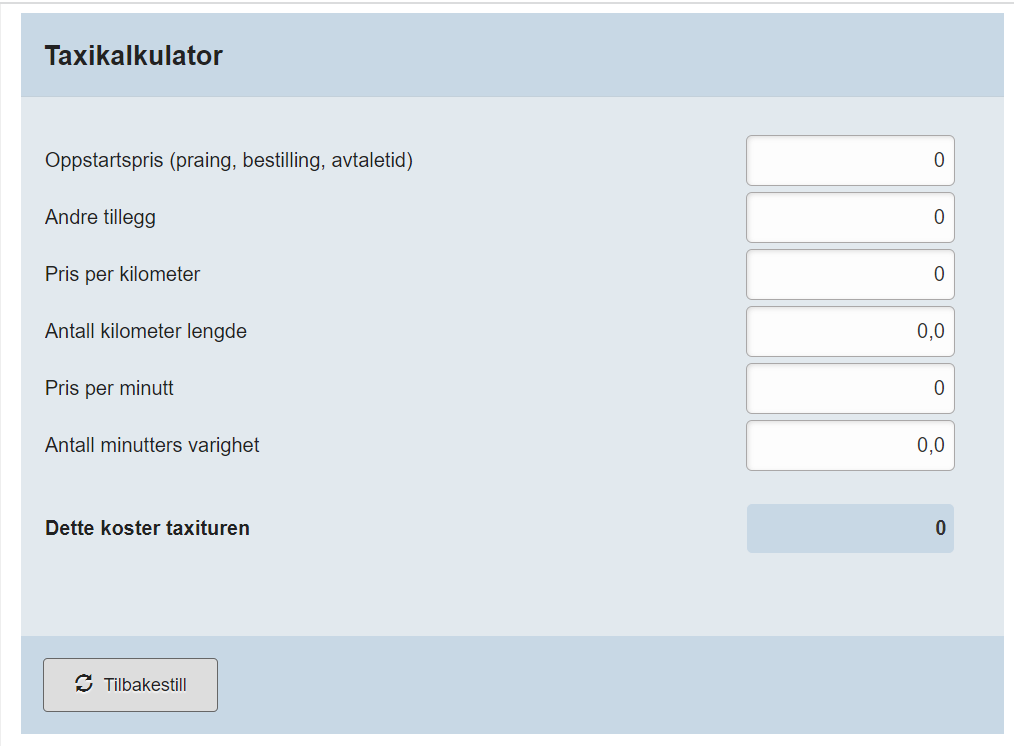 Taxikalkulator
Oppstartspris (praing, bestilling, avtaletid) 0
Andre tillegg 0
Pris per kilometer 0
Antall kilometer lengde 0,0
Pris per minutt 0
Antall minutters varighet 0,0
Dette koster taxituren 0
Tilbakestill